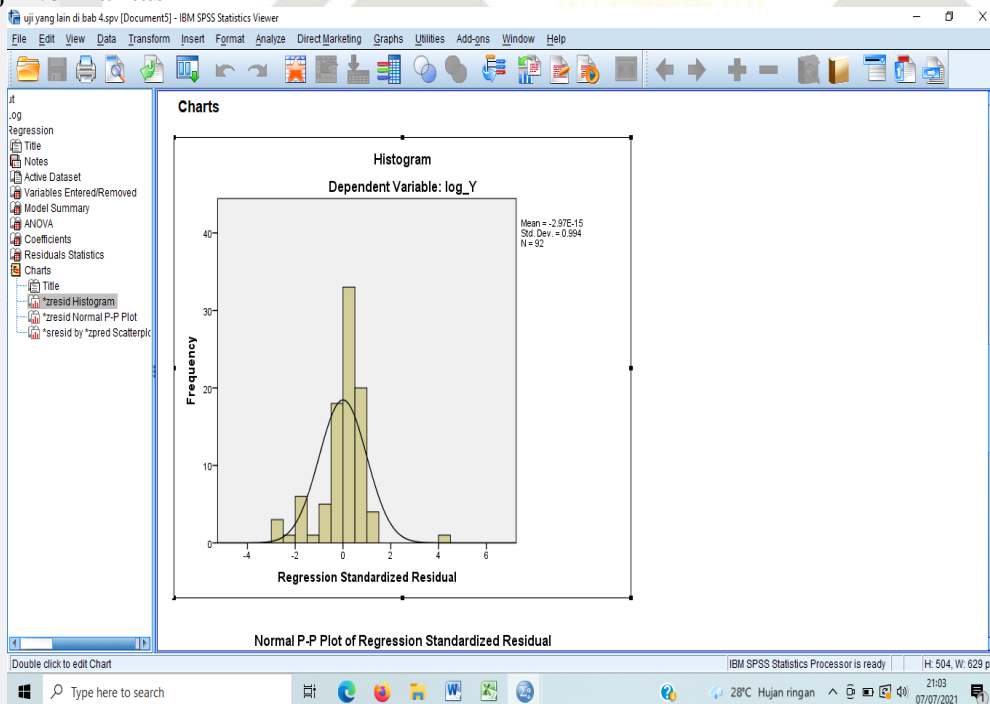 uji yang lain di bab 4.spv [Document5] - IBM SPSS Statistics Viewer
File Edit View Data Transform Insert Format Analyze Direct Marketing Graphs Utilities Add-ons Window Help
Log
Regression
Title
Notes
Active Dataset
Variables Entered/Removed
Model Summary
ANOVA
Coefficients
Residuals Statistics
Charts
Title
*zresid Histogram
*zresid Normal P-P Plot
*sresid by *zpred Scatterplo
Charts
Histogram
Dependent Variable: log_Y
Mean = -2.97E-15
Std. Dev. = 0.994
N = 92
Frequency
40
30
20
10
0
-4 -2 0 2 4 6
Regression Standardized Residual
Normal P-P Plot of Regression Standardized Residual
Double click to edit Chart
IBM SPSS Statistics Processor is ready
H: 504, W: 629 p
Type here to search
28°C Hujan ringan
21:03
07/07/2021